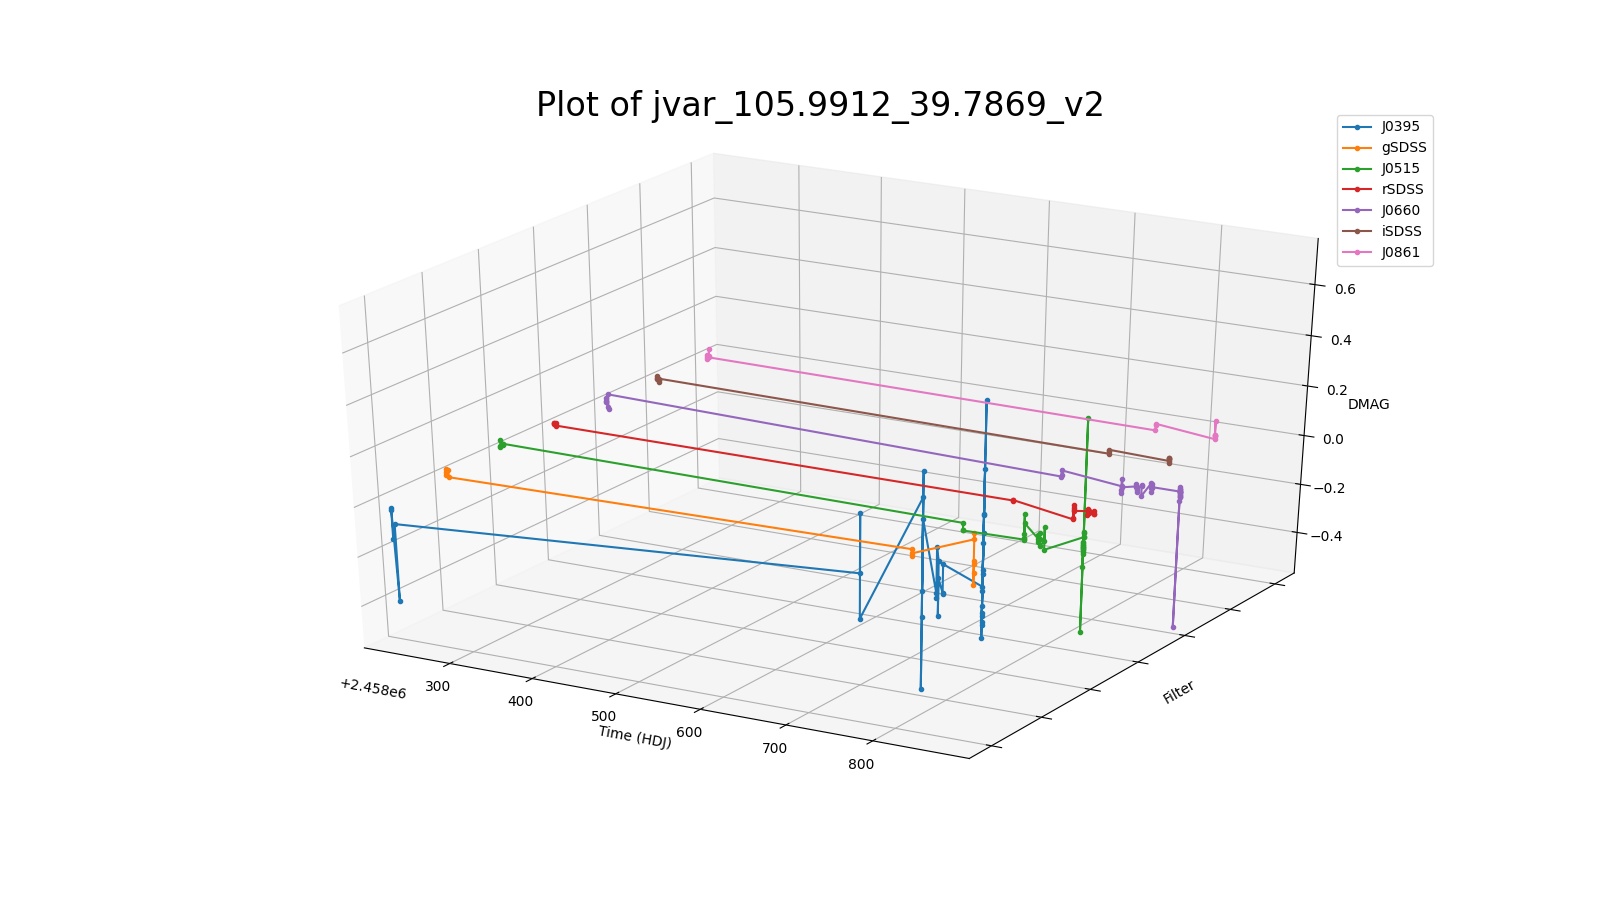 Plot of jvar_105.9912_39.7869_v2
J0395
gSDSS
J0515
rSDSS
J0660
iSDSS
J0861
0.6
0.4
0.2
DMAG
0.0
−0.2
−0.4
+2.458e6
300
400
500
600
700
800
Time (HDJ)
Filter